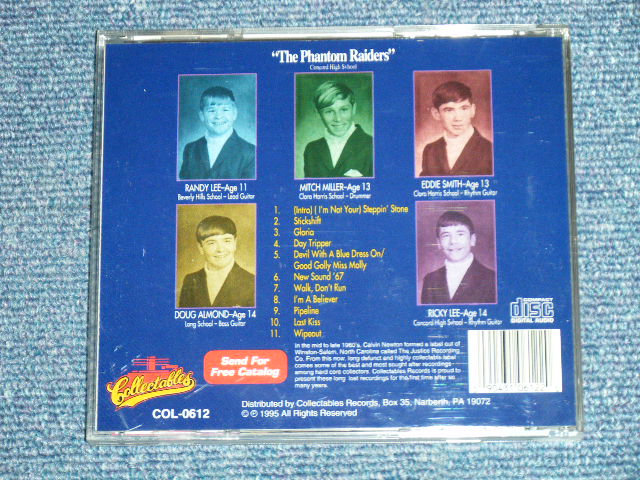 "The Phantom Raiders"
Concord High School
RANDY LEE-Age 11
Beverly Hills School - Lead Guitar
MITCH MILLER-Age 13
Clara Harris School - Drummer
EDDIE SMITH-Age 13
Clara Harris School - Rhythm Guitar
DOUG ALMOND-Age 14
Long School - Bass Guitar
RICKY LEE-Age 14
Concord High School - Rhythm Guitar
1. (Intro) ( I'm Not Your) Steppin' Stone
2. Stickshift
3. Gloria
4. Day Tripper
5. Devil With A Blue Dress On/
Good Golly Miss Molly
6. New Sound '67
7. Walk, Don't Run
8. I'm A Believer
9. Pipeline
10. Last Kiss
11. Wipeout
COMPACT
disc
DIGITAL AUDIO
In the mid to late 1960's, Calvin Newton formed a label out of
Winston-Salem, North Carolina called The Justice Recording
Co. From this now, long defunct and highly collectable label
comes some of the best and most sought after recordings
among hard core collectors. Collectables Records is proud to
present these long lost recordings for the first time after so
many years.
Send For
Free Catalog
Collectables
COL-0612
Distributed by Collectables Records, Box 35, Narberth, PA 19072
© ℗ 1995 All Rights Reserved